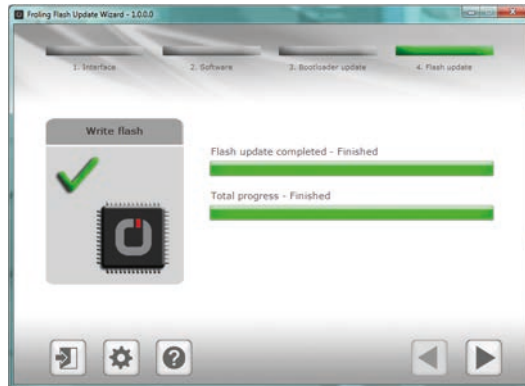 Froling Flash Update Wizard - 1.0.0.0
1. Interface
2. Software
3. Bootloader update
4. Flash update
Write flash
Flash update completed - Finished
Total progress - Finished